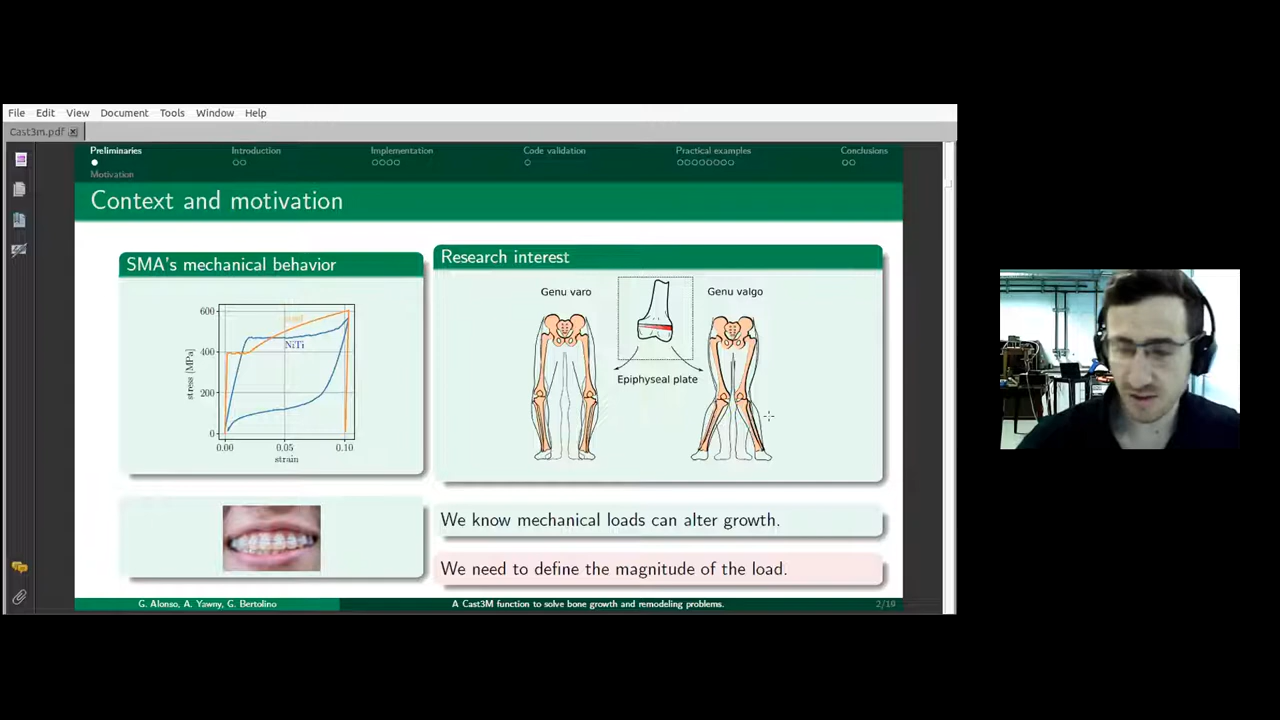 File Edit View Document Tools Window Help
Cast3m.pdf
Preliminaries Introduction Implementation Code validation Practical examples Conclusions
Motivation
Context and motivation
SMA's mechanical behavior
600
400
200
0
stress [MPa]
NiTi
0.00 0.05 0.10
strain
Research interest
Genu varo
Genu valgo
Epiphyseal plate
We know mechanical loads can alter growth.
We need to define the magnitude of the load.
G. Alonso, A. Yawny, G. Bertolino
A Cast3M function to solve bone growth and remodeling problems.
2/19